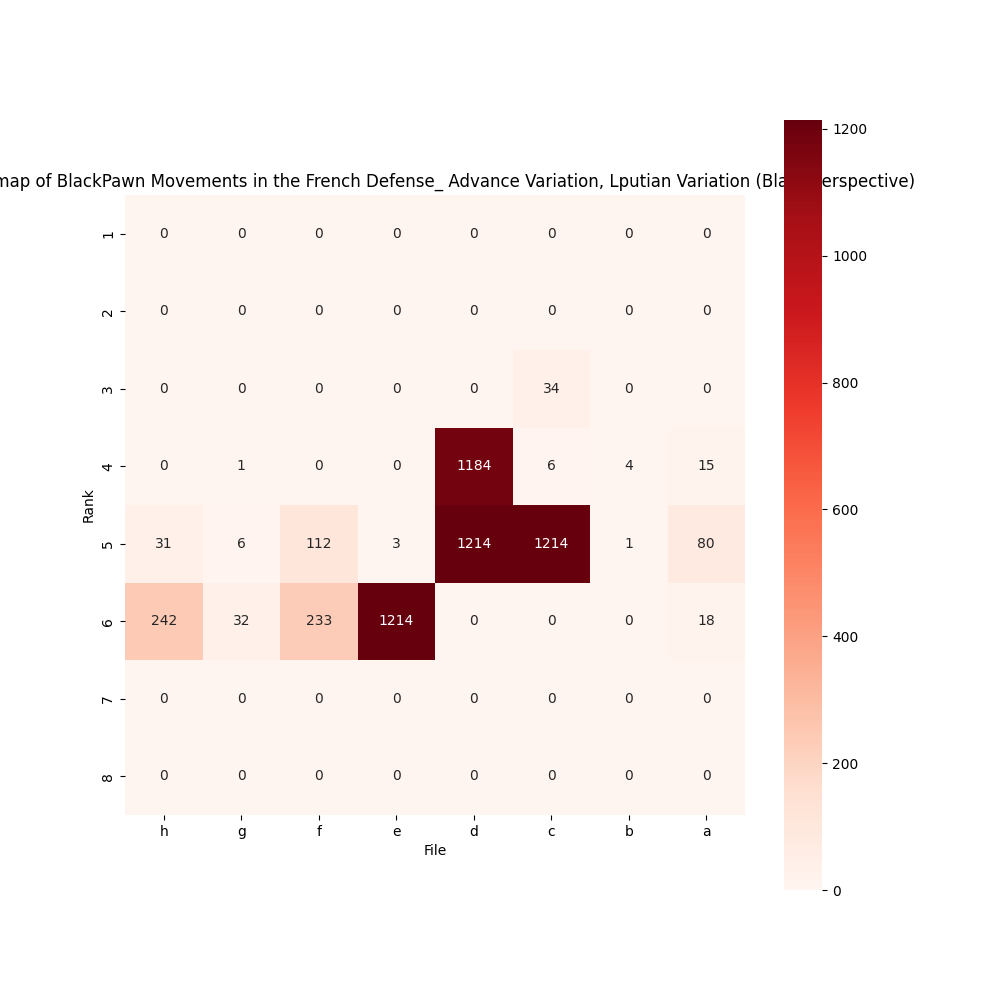 map of BlackPawn Movements in the French Defense_ Advance Variation, Lputian Variation (Bla erspective)
1 0 0 0 0 0 0 0 0
2 0 0 0 0 0 0 0 0
3 0 0 0 0 0 34 0 0
4 0 1 0 0 1184 6 4 15
Rank
5 31 6 112 3 1214 1214 1 80
6 242 32 233 1214 0 0 0 18
7 0 0 0 0 0 0 0 0
8 0 0 0 0 0 0 0 0
h g f e d c b a
File
1200
1000
800
600
400
200
0